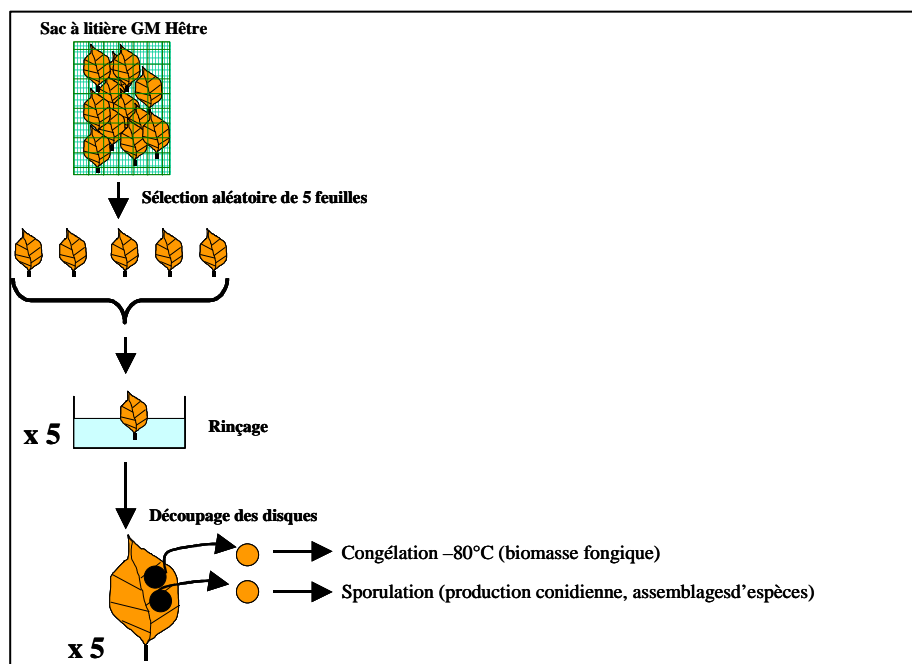 Sac à litière GM Hêtre
Sélection aléatoire de 5 feuilles
x 5
Rinçage
Découpage des disques
Congélation –80°C (biomasse fongique)
Sporulation (production conidienne, assemblagesd’espèces)
x 5